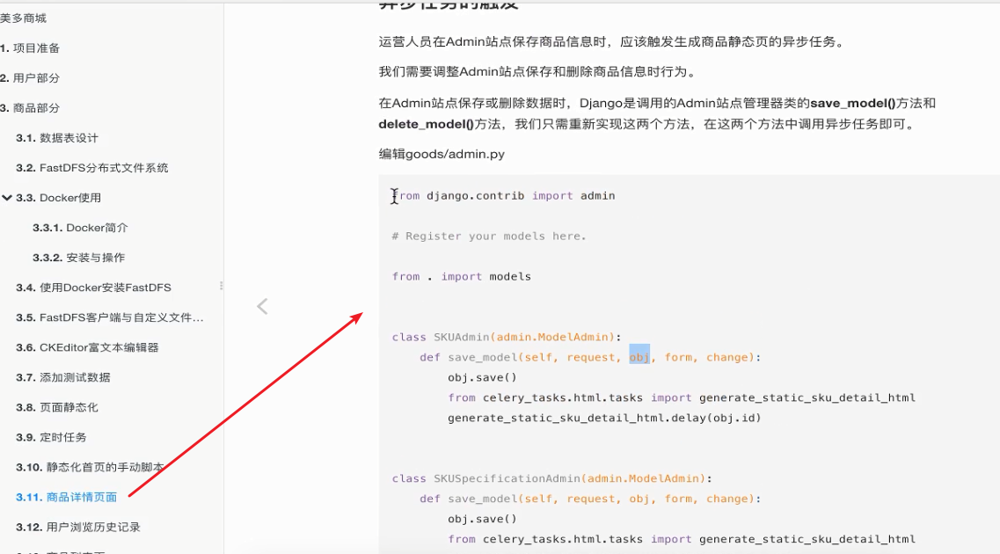 美多商城
1. 项目准备
2. 用户部分
3. 商品部分
3.1. 数据表设计
3.2. FastDFS分布式文件系统
3.3. Docker使用
3.3.1. Docker简介
3.3.2. 安装与操作
3.4. 使用Docker安装FastDFS
3.5. FastDFS客户端与自定义文件...
3.6. CKEditor富文本编辑器
3.7. 添加测试数据
3.8. 页面静态化
3.9. 定时任务
3.10. 静态化首页的手动脚本
3.11. 商品详情页面
3.12. 用户浏览历史记录
异步任务的触发
运营人员在Admin站点保存商品信息时，应该触发生成商品静态页的异步任务。
我们需要调整Admin站点保存和删除商品信息时行为。
在Admin站点保存或删除数据时，Django是调用的Admin站点管理器类的save_model()方法和
delete_model()方法，我们只需重新实现这两个方法，在这两个方法中调用异步任务即可。
编辑goods/admin.py
from django.contrib import admin
# Register your models here.
from . import models
class SKUAdmin(admin.ModelAdmin):
def save_model(self, request, obj, form, change):
obj.save()
from celery_tasks.html.tasks import generate_static_sku_detail_html
generate_static_sku_detail_html.delay(obj.id)
class SKUSpecificationAdmin(admin.ModelAdmin):
def save_model(self, request, obj, form, change):
obj.save()
from celery_tasks.html.tasks import generate_static_sku_detail_html